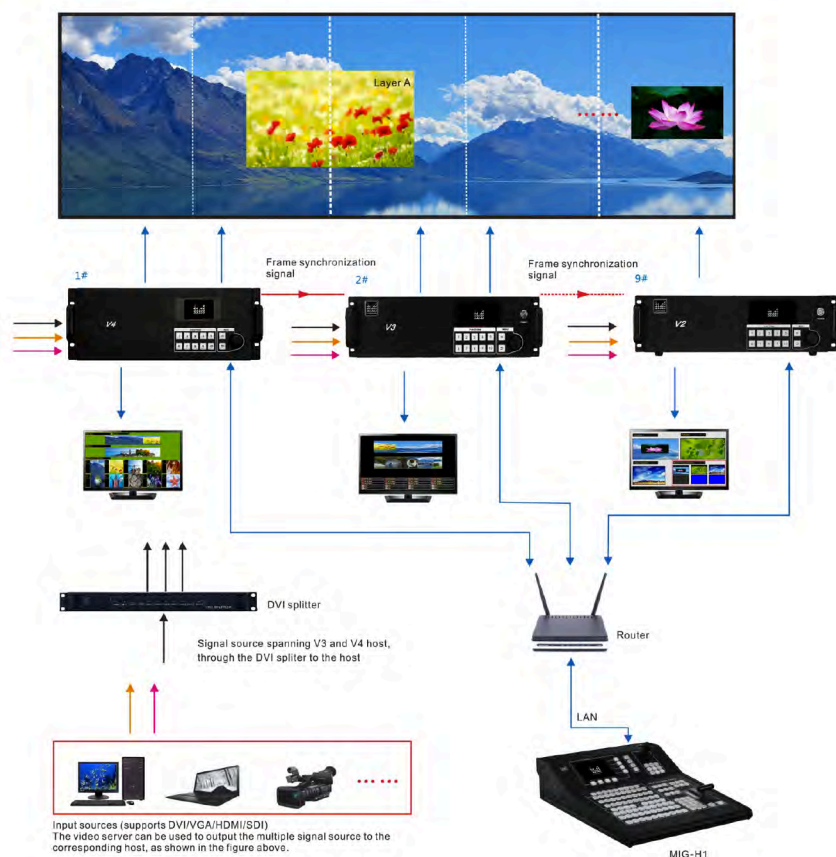 Layer A
Frame synchronization
signal
Frame synchronization
signal
1#
2#
9#
V4
V3
V2
DVI splitter
Signal source spanning V3 and V4 host,
through the DVI spliter to the host
Router
LAN
Input sources (supports DVI/VGA/HDMI/SDI)
The video server can be used to output the multiple signal source to the
corresponding host, as shown in the figure above.
MIG-H1